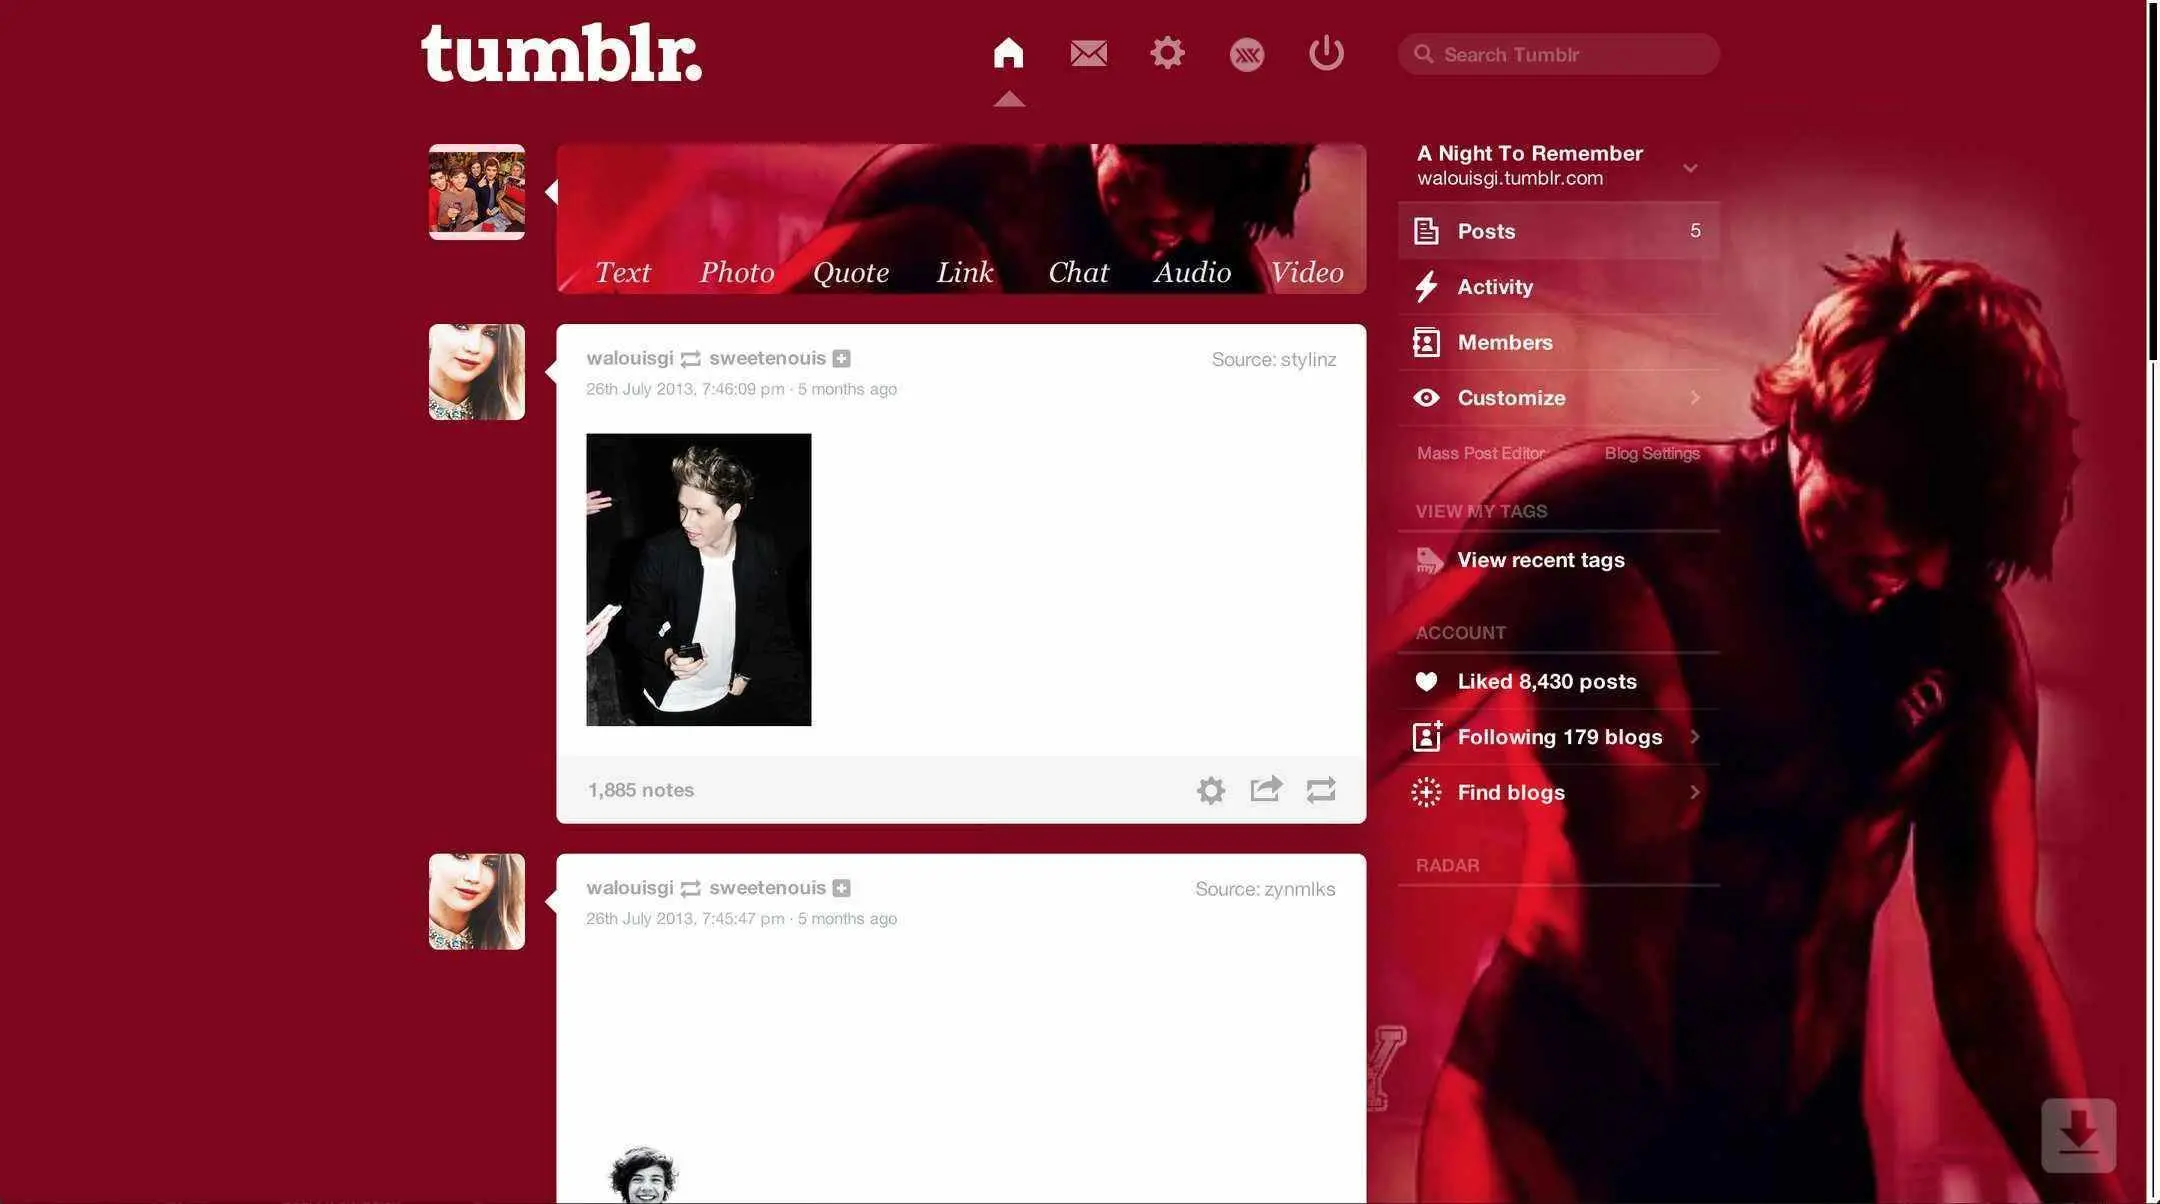 tumblr.
Search Tumblr
Text Photo Quote Link Chat Audio Video
walouisgi sweetenouis
Source: stylinz
26th July 2013, 7:46:09 pm · 5 months ago
1,885 notes
walouisgi sweetenouis
Source: zynmlks
26th July 2013, 7:45:47 pm · 5 months ago
A Night To Remember
walouisgi.tumblr.com
Posts 5
Activity
Members
Customize
Mass Post Editor Blog Settings
VIEW MY TAGS
my
View recent tags
ACCOUNT
Liked 8,430 posts
Following 179 blogs
Find blogs
RADAR